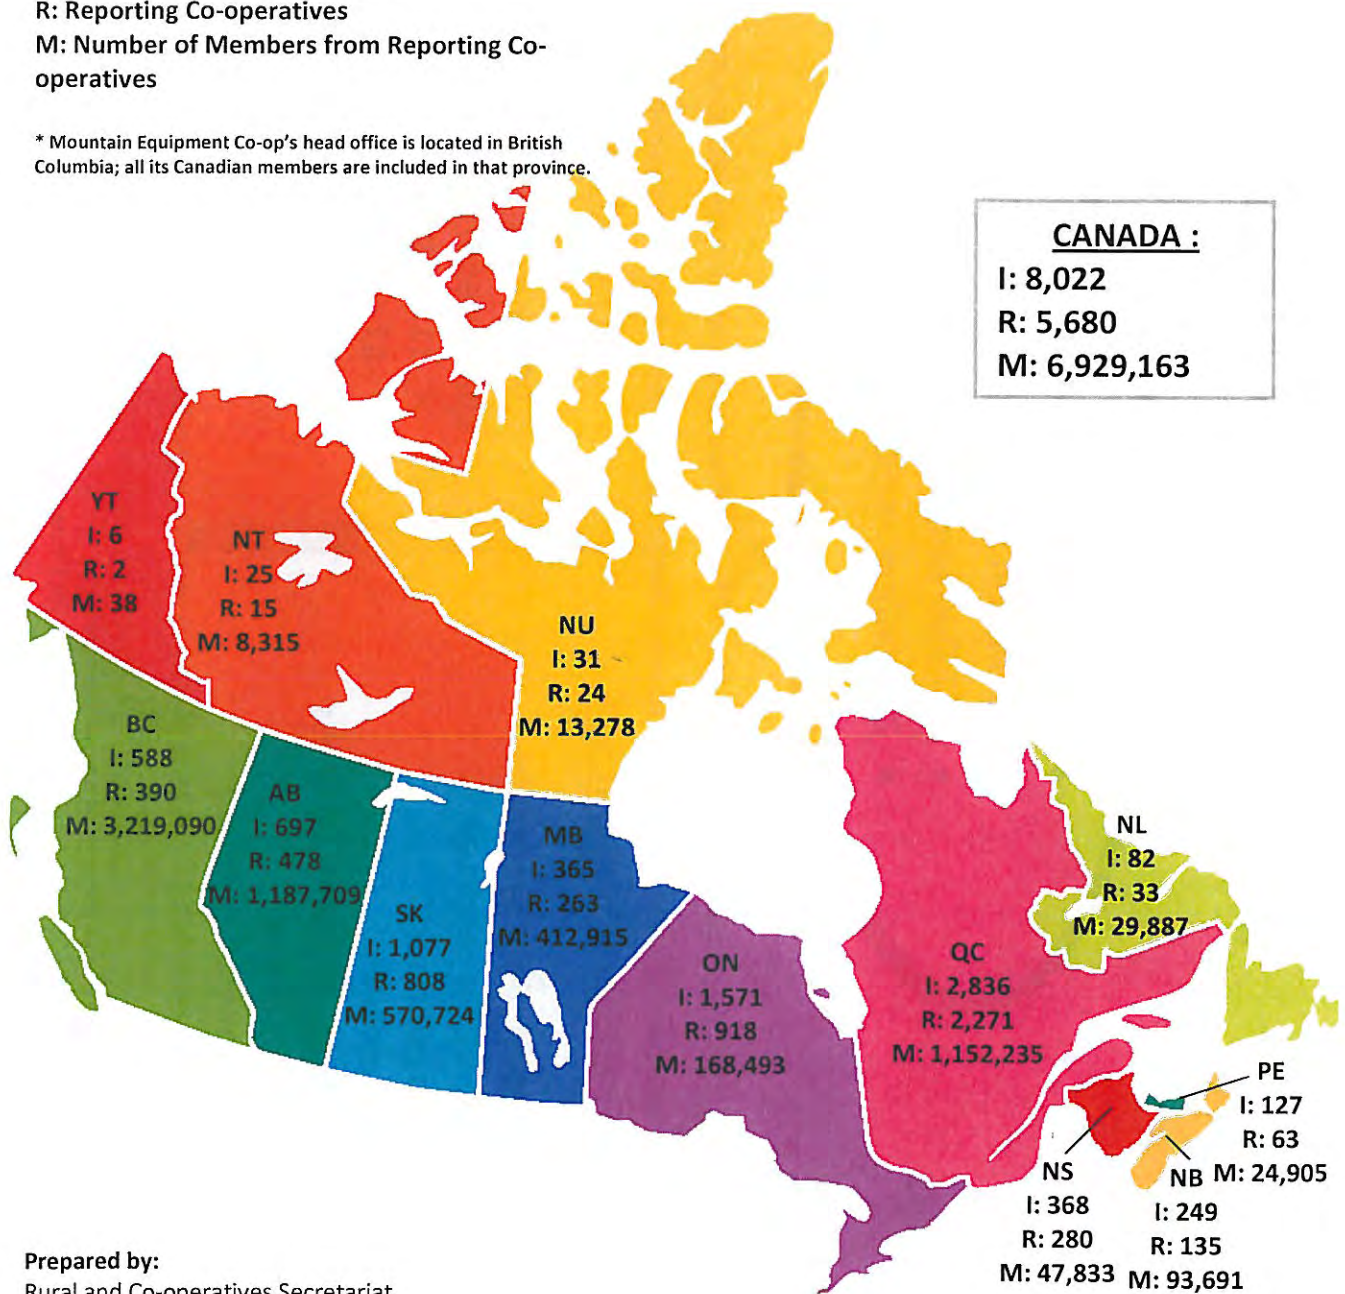 R: Reporting Co-operatives
M: Number of Members from Reporting Co-
operatives
* Mountain Equipment Co-op's head office is located in British
Columbia; all its Canadian members are included in that province.
CANADA :
I: 8,022
R: 5,680
M: 6,929,163
YT
I: 6
R: 2
M: 38
NT
I: 25
R: 15
M: 8,315
NU
I: 31
R: 24
M: 13,278
BC
I: 588
R: 390
M: 3,219,090
AB
I: 697
R: 478
M: 1,187,709
SK
I: 1,077
R: 808
M: 570,724
MB
I: 365
R: 263
M: 412,915
ON
I: 1,571
R: 918
M: 168,493
QC
I: 2,836
R: 2,271
M: 1,152,235
NL
I: 82
R: 33
M: 29,887
PE
I: 127
R: 63
M: 24,905
NS
I: 368
R: 280
M: 47,833
NB
I: 249
R: 135
M: 93,691
Prepared by:
Rural and Co-operatives Secretariat